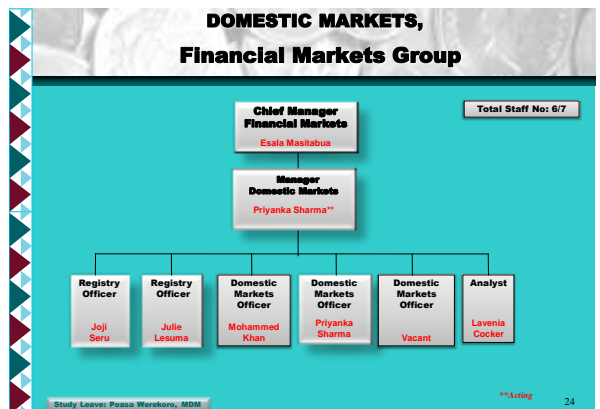 DOMESTIC MARKETS,
Financial Markets Group
Total Staff No: 6/7
Chief Manager
Financial Markets
Esala Masitabua
Manager
Domestic Markets
Priyanka Sharma**
Registry
Officer
Joji
Seru
Registry
Officer
Julie
Lesuma
Domestic
Markets
Officer
Mohammed
Khan
Domestic
Markets
Officer
Priyanka
Sharma
Domestic
Markets
Officer
Vacant
Analyst
Lavenia
Cocker
Study Leave: Poasa Werekoro, MDM
**Acting
24